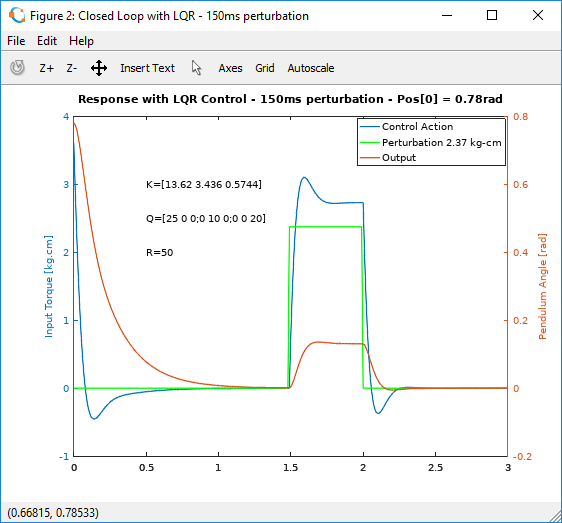 Figure 2: Closed Loop with LQR - 150ms perturbation
File Edit Help
Z+ Z- Insert Text Axes Grid Autoscale
Response with LQR Control - 150ms perturbation - Pos[0] = 0.78rad
Control Action
Perturbation 2.37 kg-cm
Output
K=[13.62 3.436 0.5744]
Q=[25 0 0;0 10 0;0 0 20]
R=50
Input Torque [kg.cm]
4
3
2
1
0
-1
Pendulum Angle [rad]
0.8
0.6
0.4
0.2
0
-0.2
0 0.5 1 1.5 2 2.5 3
(0.66815, 0.78533)